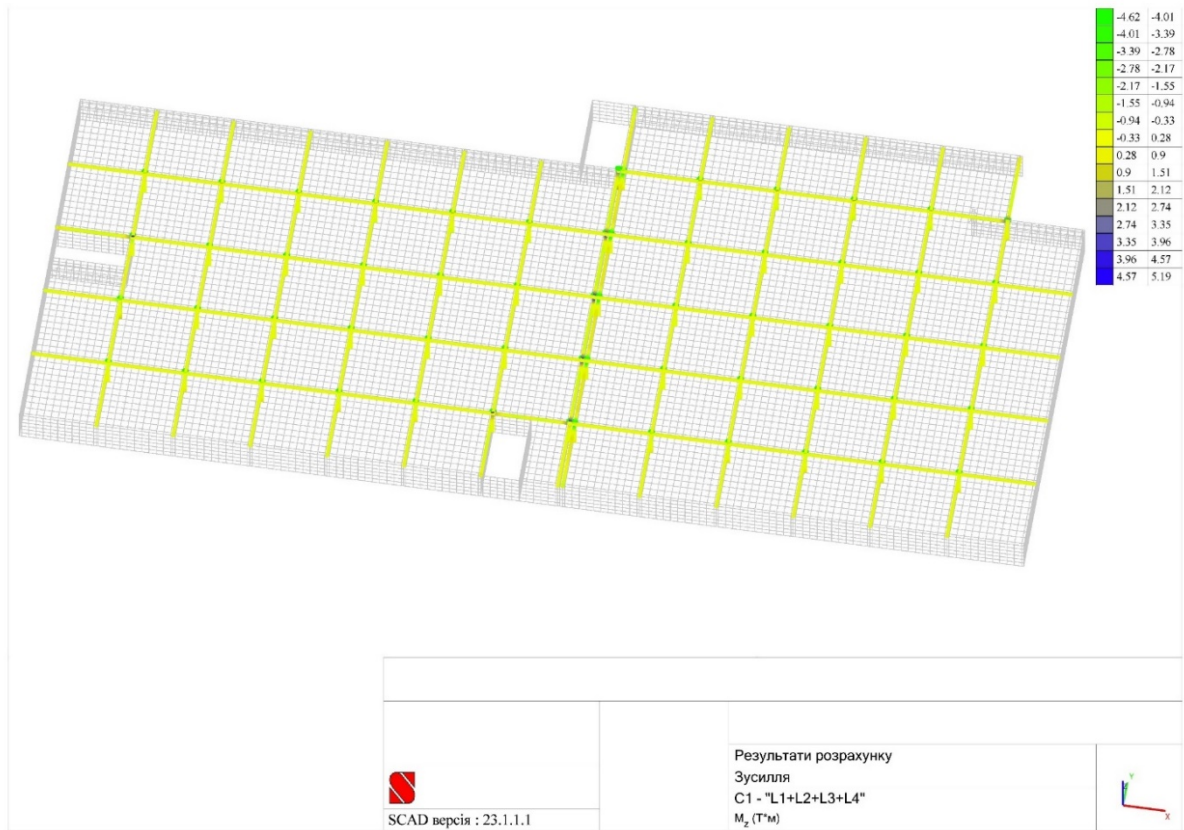 -4.62 -4.01
-4.01 -3.39
-3.39 -2.78
-2.78 -2.17
-2.17 -1.55
-1.55 -0.94
-0.94 -0.33
-0.33 0.28
0.28 0.9
0.9 1.51
1.51 2.12
2.12 2.74
2.74 3.35
3.35 3.96
3.96 4.57
4.57 5.19
Результати розрахунку
Зусилля
C1 - "L1+L2+L3+L4"
Mz (Т*м)
SCAD версія : 23.1.1.1
Y
X